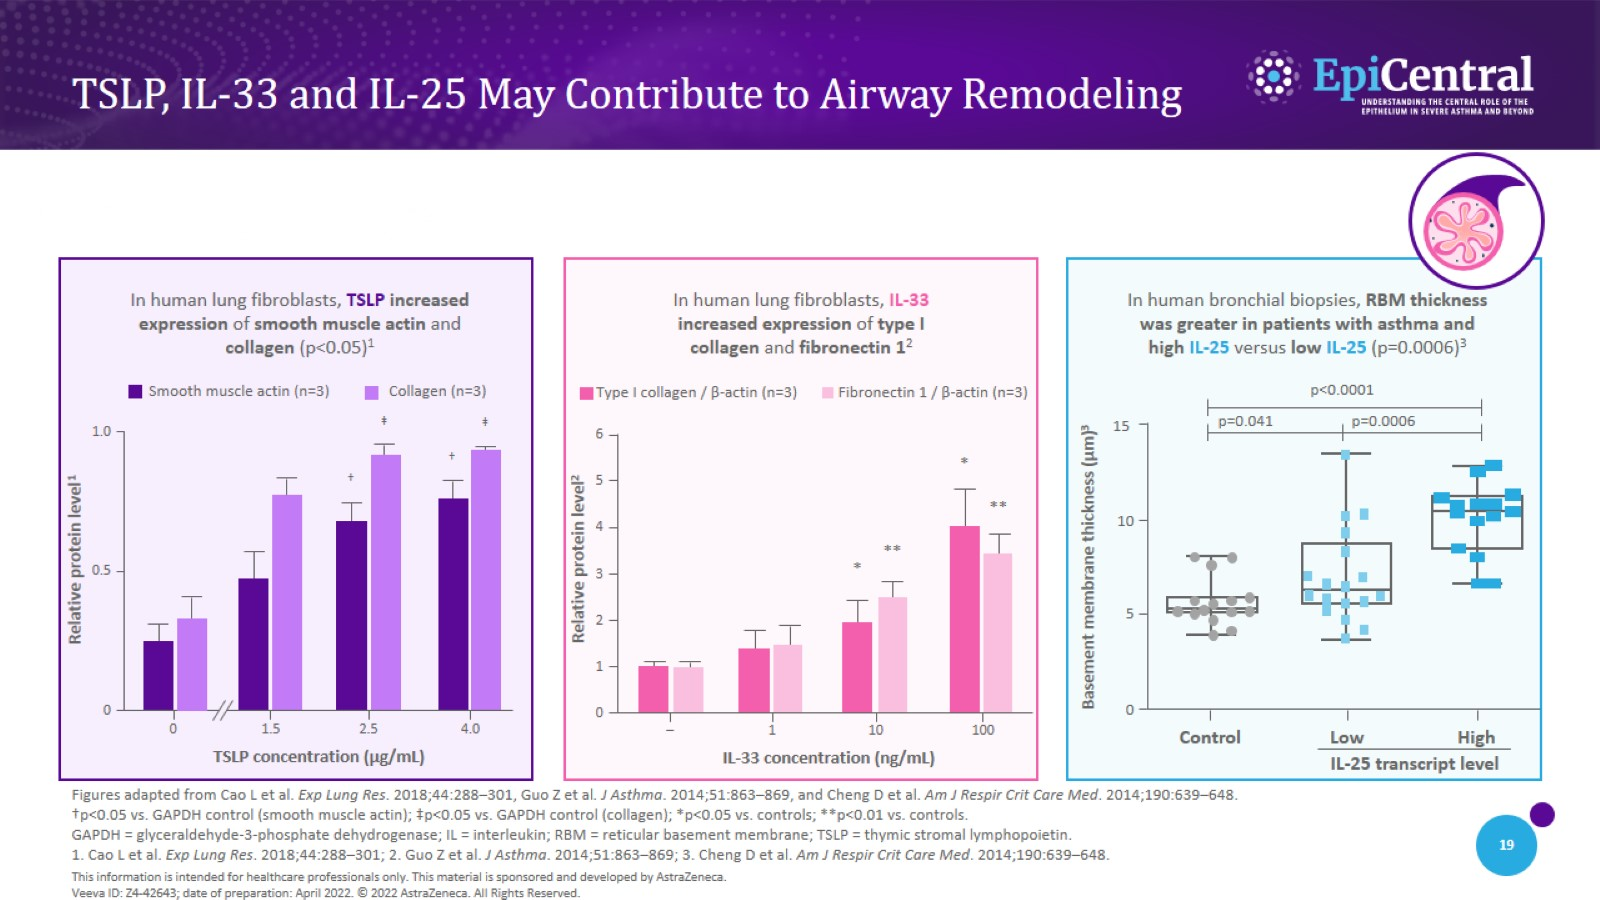 TSLP, IL-33 and IL-25 May Contribute to Airway Remodeling
EpiCentral
UNDERSTANDING THE CENTRAL ROLE OF THE
EPITHELIUM IN SEVERE ASTHMA AND BEYOND
In human lung fibroblasts, TSLP increased
expression of smooth muscle actin and
collagen (p<0.05)¹
Smooth muscle actin (n=3)
Collagen (n=3)
Relative protein level¹
1.0
0.5
0
†
‡
†
‡
0
1.5
2.5
4.0
TSLP concentration (µg/mL)
In human lung fibroblasts, IL-33
increased expression of type I
collagen and fibronectin 1²
Type I collagen / β-actin (n=3)
Fibronectin 1 / β-actin (n=3)
Relative protein level²
6
5
4
3
2
1
0
*
**
*
**
–
1
10
100
IL-33 concentration (ng/mL)
In human bronchial biopsies, RBM thickness
was greater in patients with asthma and
high IL-25 versus low IL-25 (p=0.0006)³
p<0.0001
p=0.041
p=0.0006
Basement membrane thickness (µm)³
15
10
5
0
Control
Low
High
IL-25 transcript level
Figures adapted from Cao L et al. Exp Lung Res. 2018;44:288–301, Guo Z et al. J Asthma. 2014;51:863–869, and Cheng D et al. Am J Respir Crit Care Med. 2014;190:639–648.
†p<0.05 vs. GAPDH control (smooth muscle actin); ‡p<0.05 vs. GAPDH control (collagen); *p<0.05 vs. controls; **p<0.01 vs. controls.
GAPDH = glyceraldehyde-3-phosphate dehydrogenase; IL = interleukin; RBM = reticular basement membrane; TSLP = thymic stromal lymphopoietin.
1. Cao L et al. Exp Lung Res. 2018;44:288–301; 2. Guo Z et al. J Asthma. 2014;51:863–869; 3. Cheng D et al. Am J Respir Crit Care Med. 2014;190:639–648.
This information is intended for healthcare professionals only. This material is sponsored and developed by AstraZeneca.
Veeva ID: Z4-42643; date of preparation: April 2022. © 2022 AstraZeneca. All Rights Reserved.
19